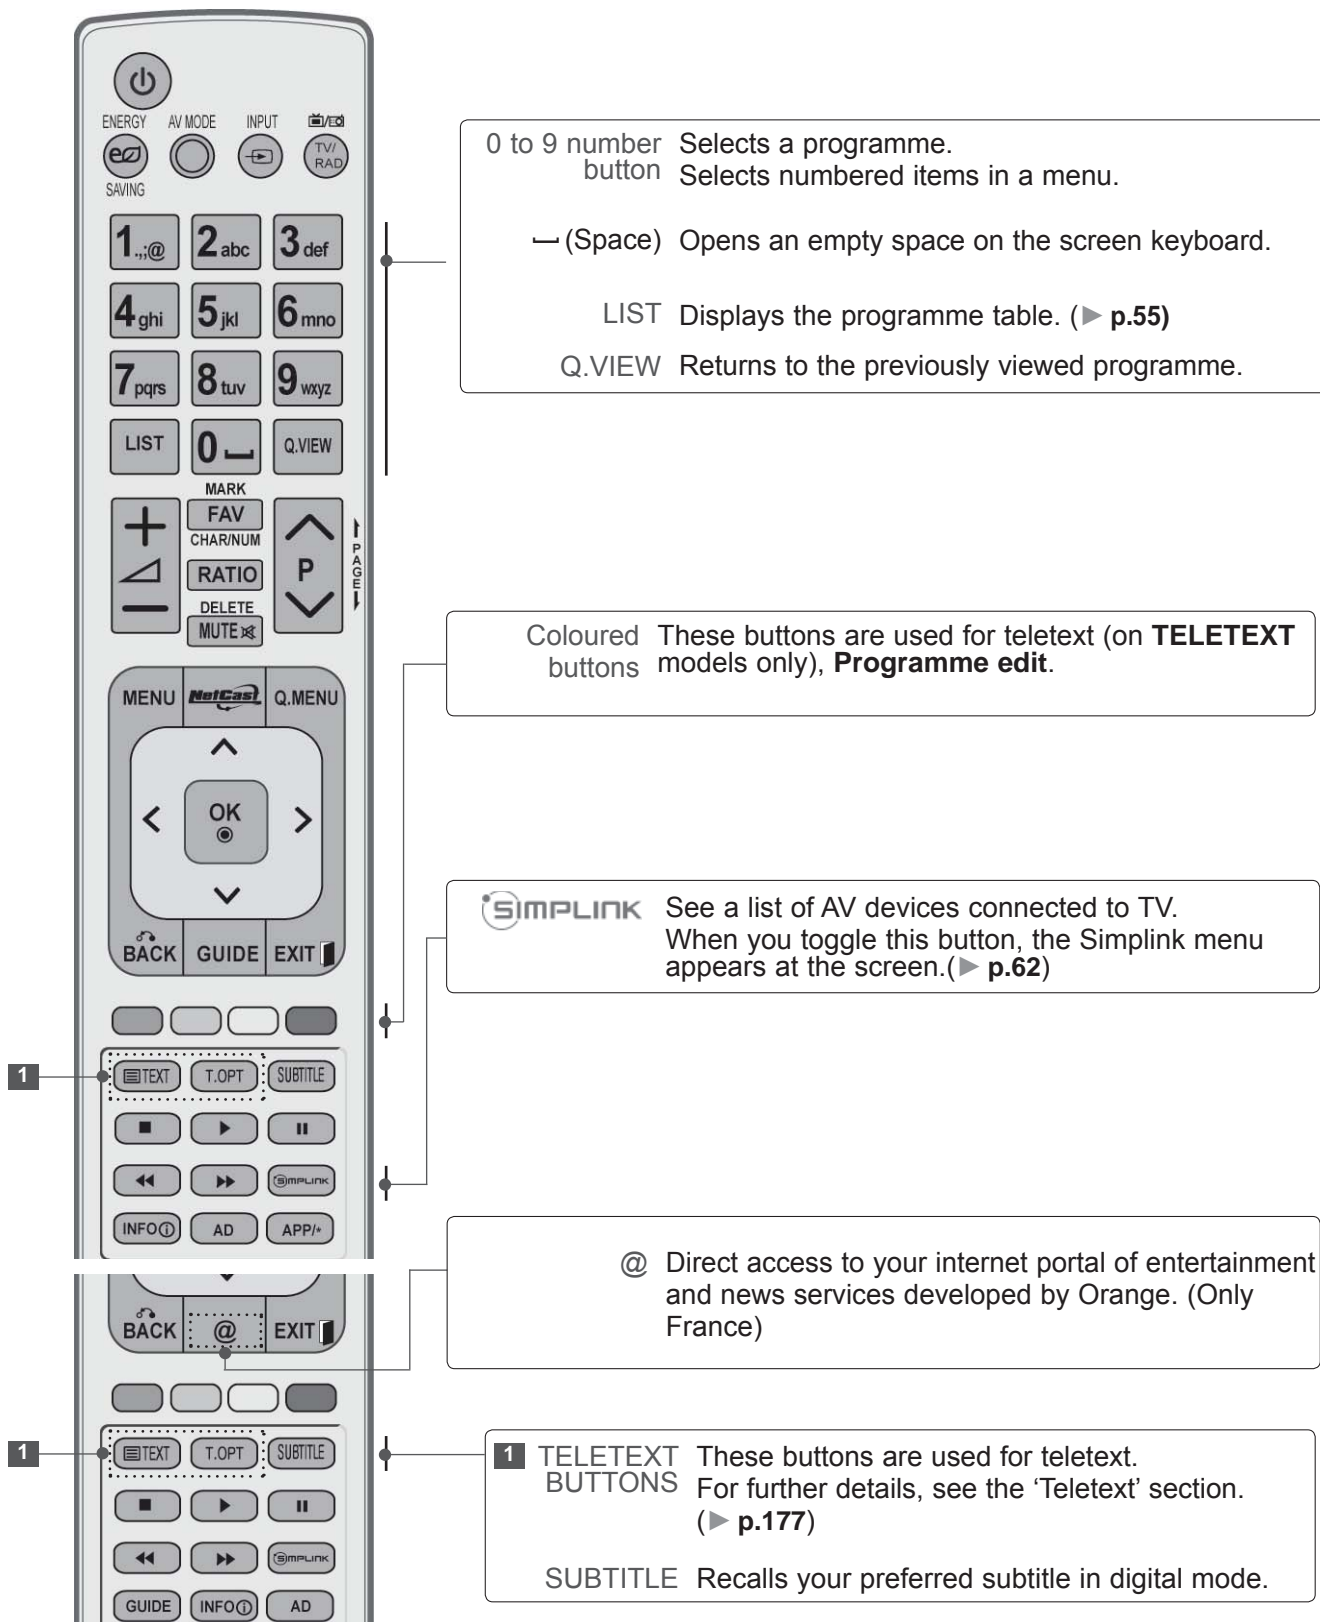 ENERGY AV MODE INPUT
TV/
RAD
SAVING
1.,;@ 2abc 3def
4ghi 5jkl 6mno
7pqrs 8tuv 9wxyz
LIST 0 Q.VIEW
MARK
FAV
CHAR/NUM
RATIO
P
PAGE
DELETE
MUTE
MENU NetCast Q.MENU
OK
BACK GUIDE EXIT
1
TEXT T.OPT SUBTITLE
SIMPLINK
INFO i AD APP/*
BACK @ EXIT
1
TEXT T.OPT SUBTITLE
SIMPLINK
GUIDE INFO i AD
0 to 9 number Selects a programme.
button Selects numbered items in a menu.
(Space) Opens an empty space on the screen keyboard.
LIST Displays the programme table. (► p.55)
Q.VIEW Returns to the previously viewed programme.
Coloured These buttons are used for teletext (on TELETEXT
buttons models only), Programme edit.
SIMPLINK See a list of AV devices connected to TV.
When you toggle this button, the Simplink menu
appears at the screen.(► p.62)
@ Direct access to your internet portal of entertainment
and news services developed by Orange. (Only
France)
1 TELETEXT These buttons are used for teletext.
BUTTONS For further details, see the ‘Teletext’ section.
(► p.177)
SUBTITLE Recalls your preferred subtitle in digital mode.